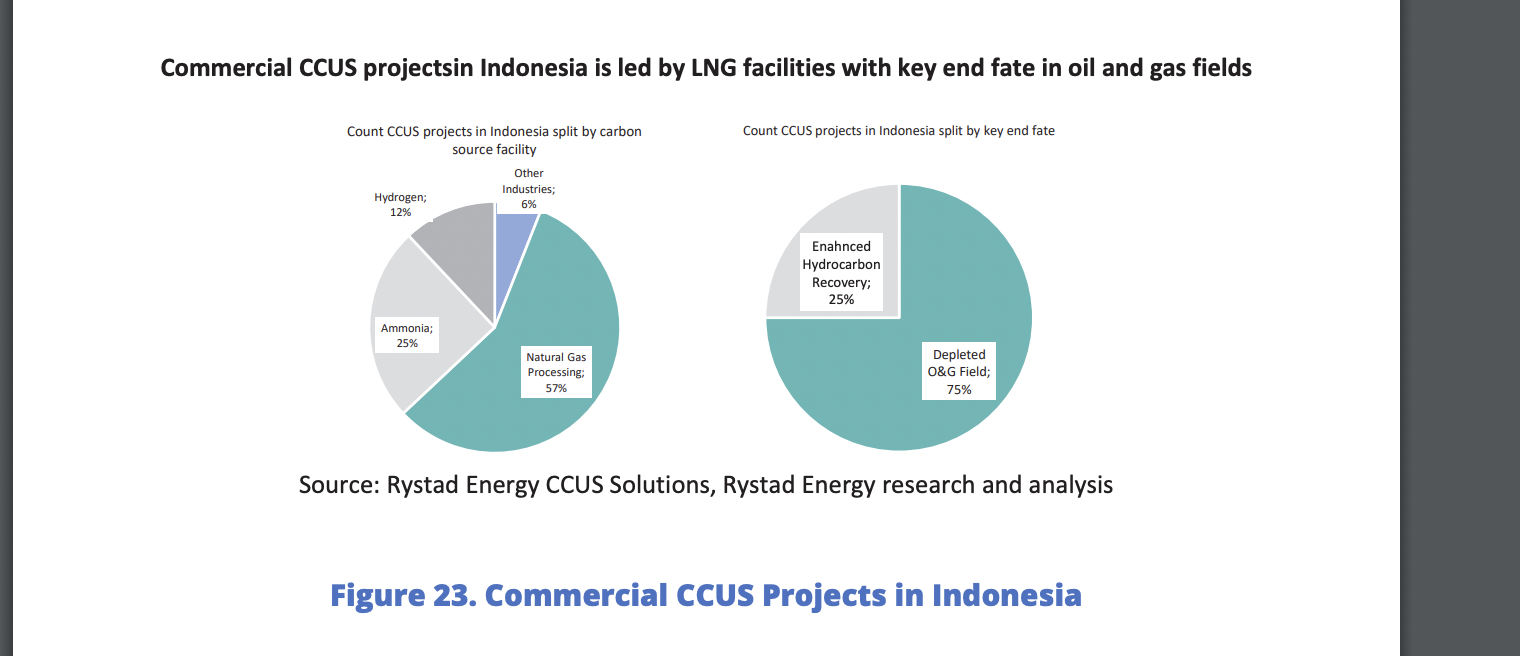 Commercial CCUS projectsin Indonesia is led by LNG facilities with key end fate in oil and gas fields
Count CCUS projects in Indonesia split by carbon
source facility
Other
Industries;
6%
Hydrogen;
12%
Ammonia;
25%
Natural Gas
Processing;
57%
Count CCUS projects in Indonesia split by key end fate
Enahnced
Hydrocarbon
Recovery;
25%
Depleted
O&G Field;
75%
Source: Rystad Energy CCUS Solutions, Rystad Energy research and analysis
Figure 23. Commercial CCUS Projects in Indonesia